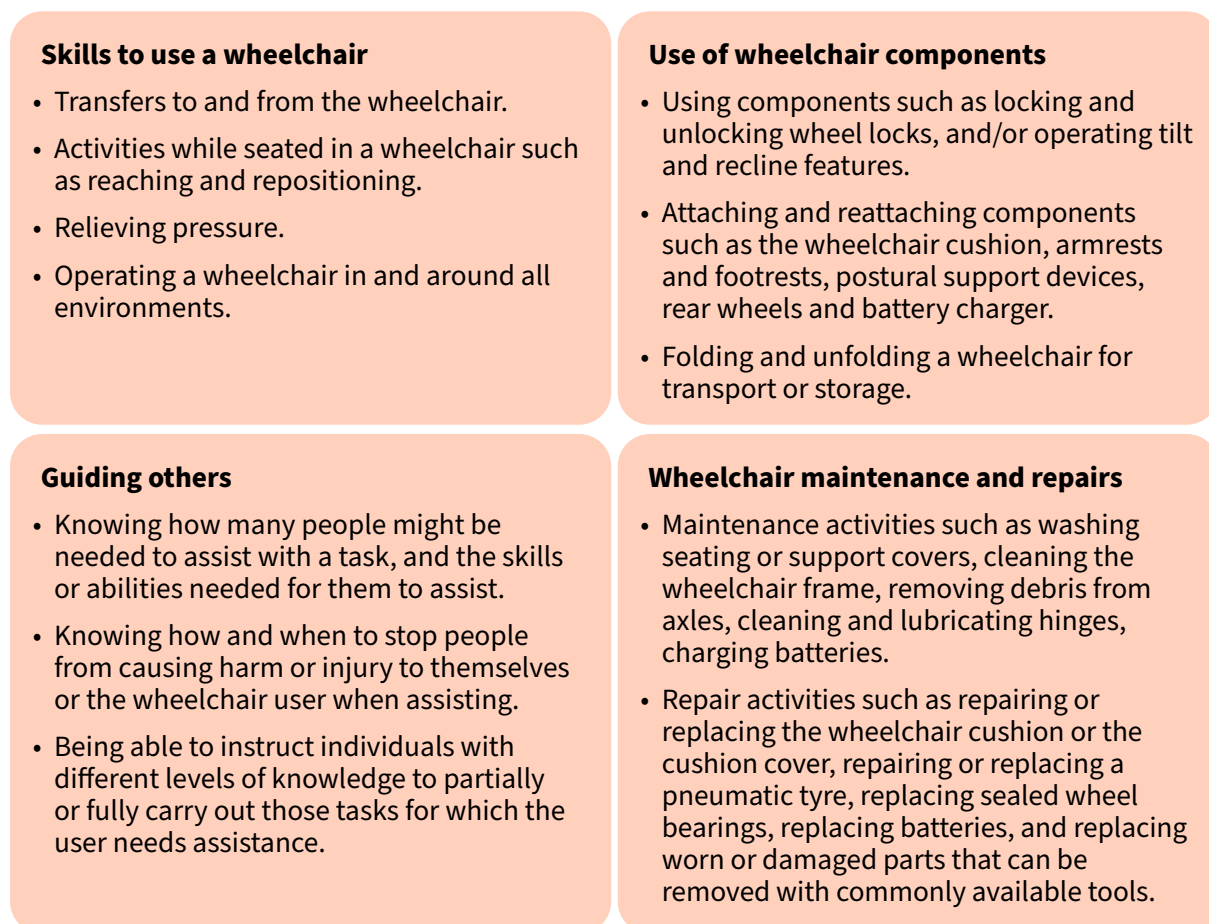 Skills to use a wheelchair
• Transfers to and from the wheelchair.
• Activities while seated in a wheelchair such
as reaching and repositioning.
• Relieving pressure.
• Operating a wheelchair in and around all
environments.
Use of wheelchair components
• Using components such as locking and
unlocking wheel locks, and/or operating tilt
and recline features.
• Attaching and reattaching components
such as the wheelchair cushion, armrests
and footrests, postural support devices,
rear wheels and battery charger.
• Folding and unfolding a wheelchair for
transport or storage.
Guiding others
• Knowing how many people might be
needed to assist with a task, and the skills
or abilities needed for them to assist.
• Knowing how and when to stop people
from causing harm or injury to themselves
or the wheelchair user when assisting.
• Being able to instruct individuals with
different levels of knowledge to partially
or fully carry out those tasks for which the
user needs assistance.
Wheelchair maintenance and repairs
• Maintenance activities such as washing
seating or support covers, cleaning the
wheelchair frame, removing debris from
axles, cleaning and lubricating hinges,
charging batteries.
• Repair activities such as repairing or
replacing the wheelchair cushion or the
cushion cover, repairing or replacing a
pneumatic tyre, replacing sealed wheel
bearings, replacing batteries, and replacing
worn or damaged parts that can be
removed with commonly available tools.